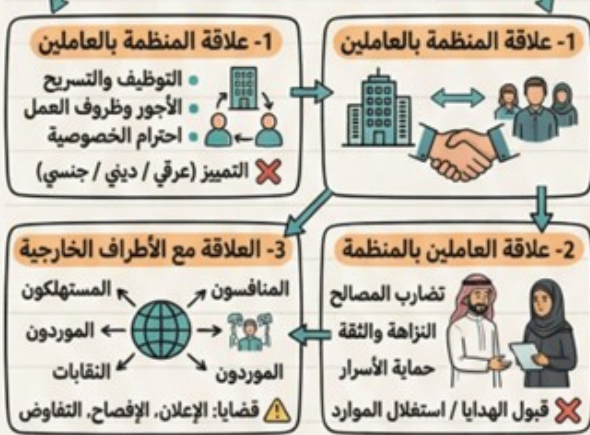 1- علاقة المنظمة بالعاملين
1- علاقة المنظمة بالعاملين
• التوظيف والتسريح
• الأجور وظروف العمل
• احترام الخصوصية
❌ التمييز (عرقي / ديني / جنسي)
2- علاقة العاملين بالمنظمة
تضارب المصالح
النزاهة والثقة
حماية الأسرار
❌ قبول الهدايا / استغلال الموارد
3- العلاقة مع الأطراف الخارجية
المنافسون
المستهلكون
الموردون
الموردون
النقابات
⚠ قضايا: الإعلان، الإفصاح، التفاوض